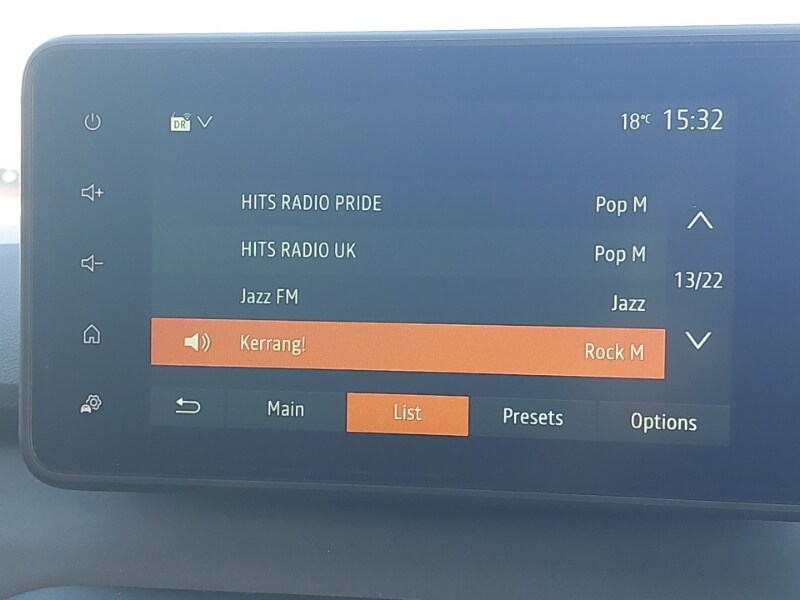 DR 18°C 15:32
HITS RADIO PRIDE Pop M
HITS RADIO UK Pop M
13/22
Jazz FM Jazz
Kerrang! Rock M
Main List Presets Options